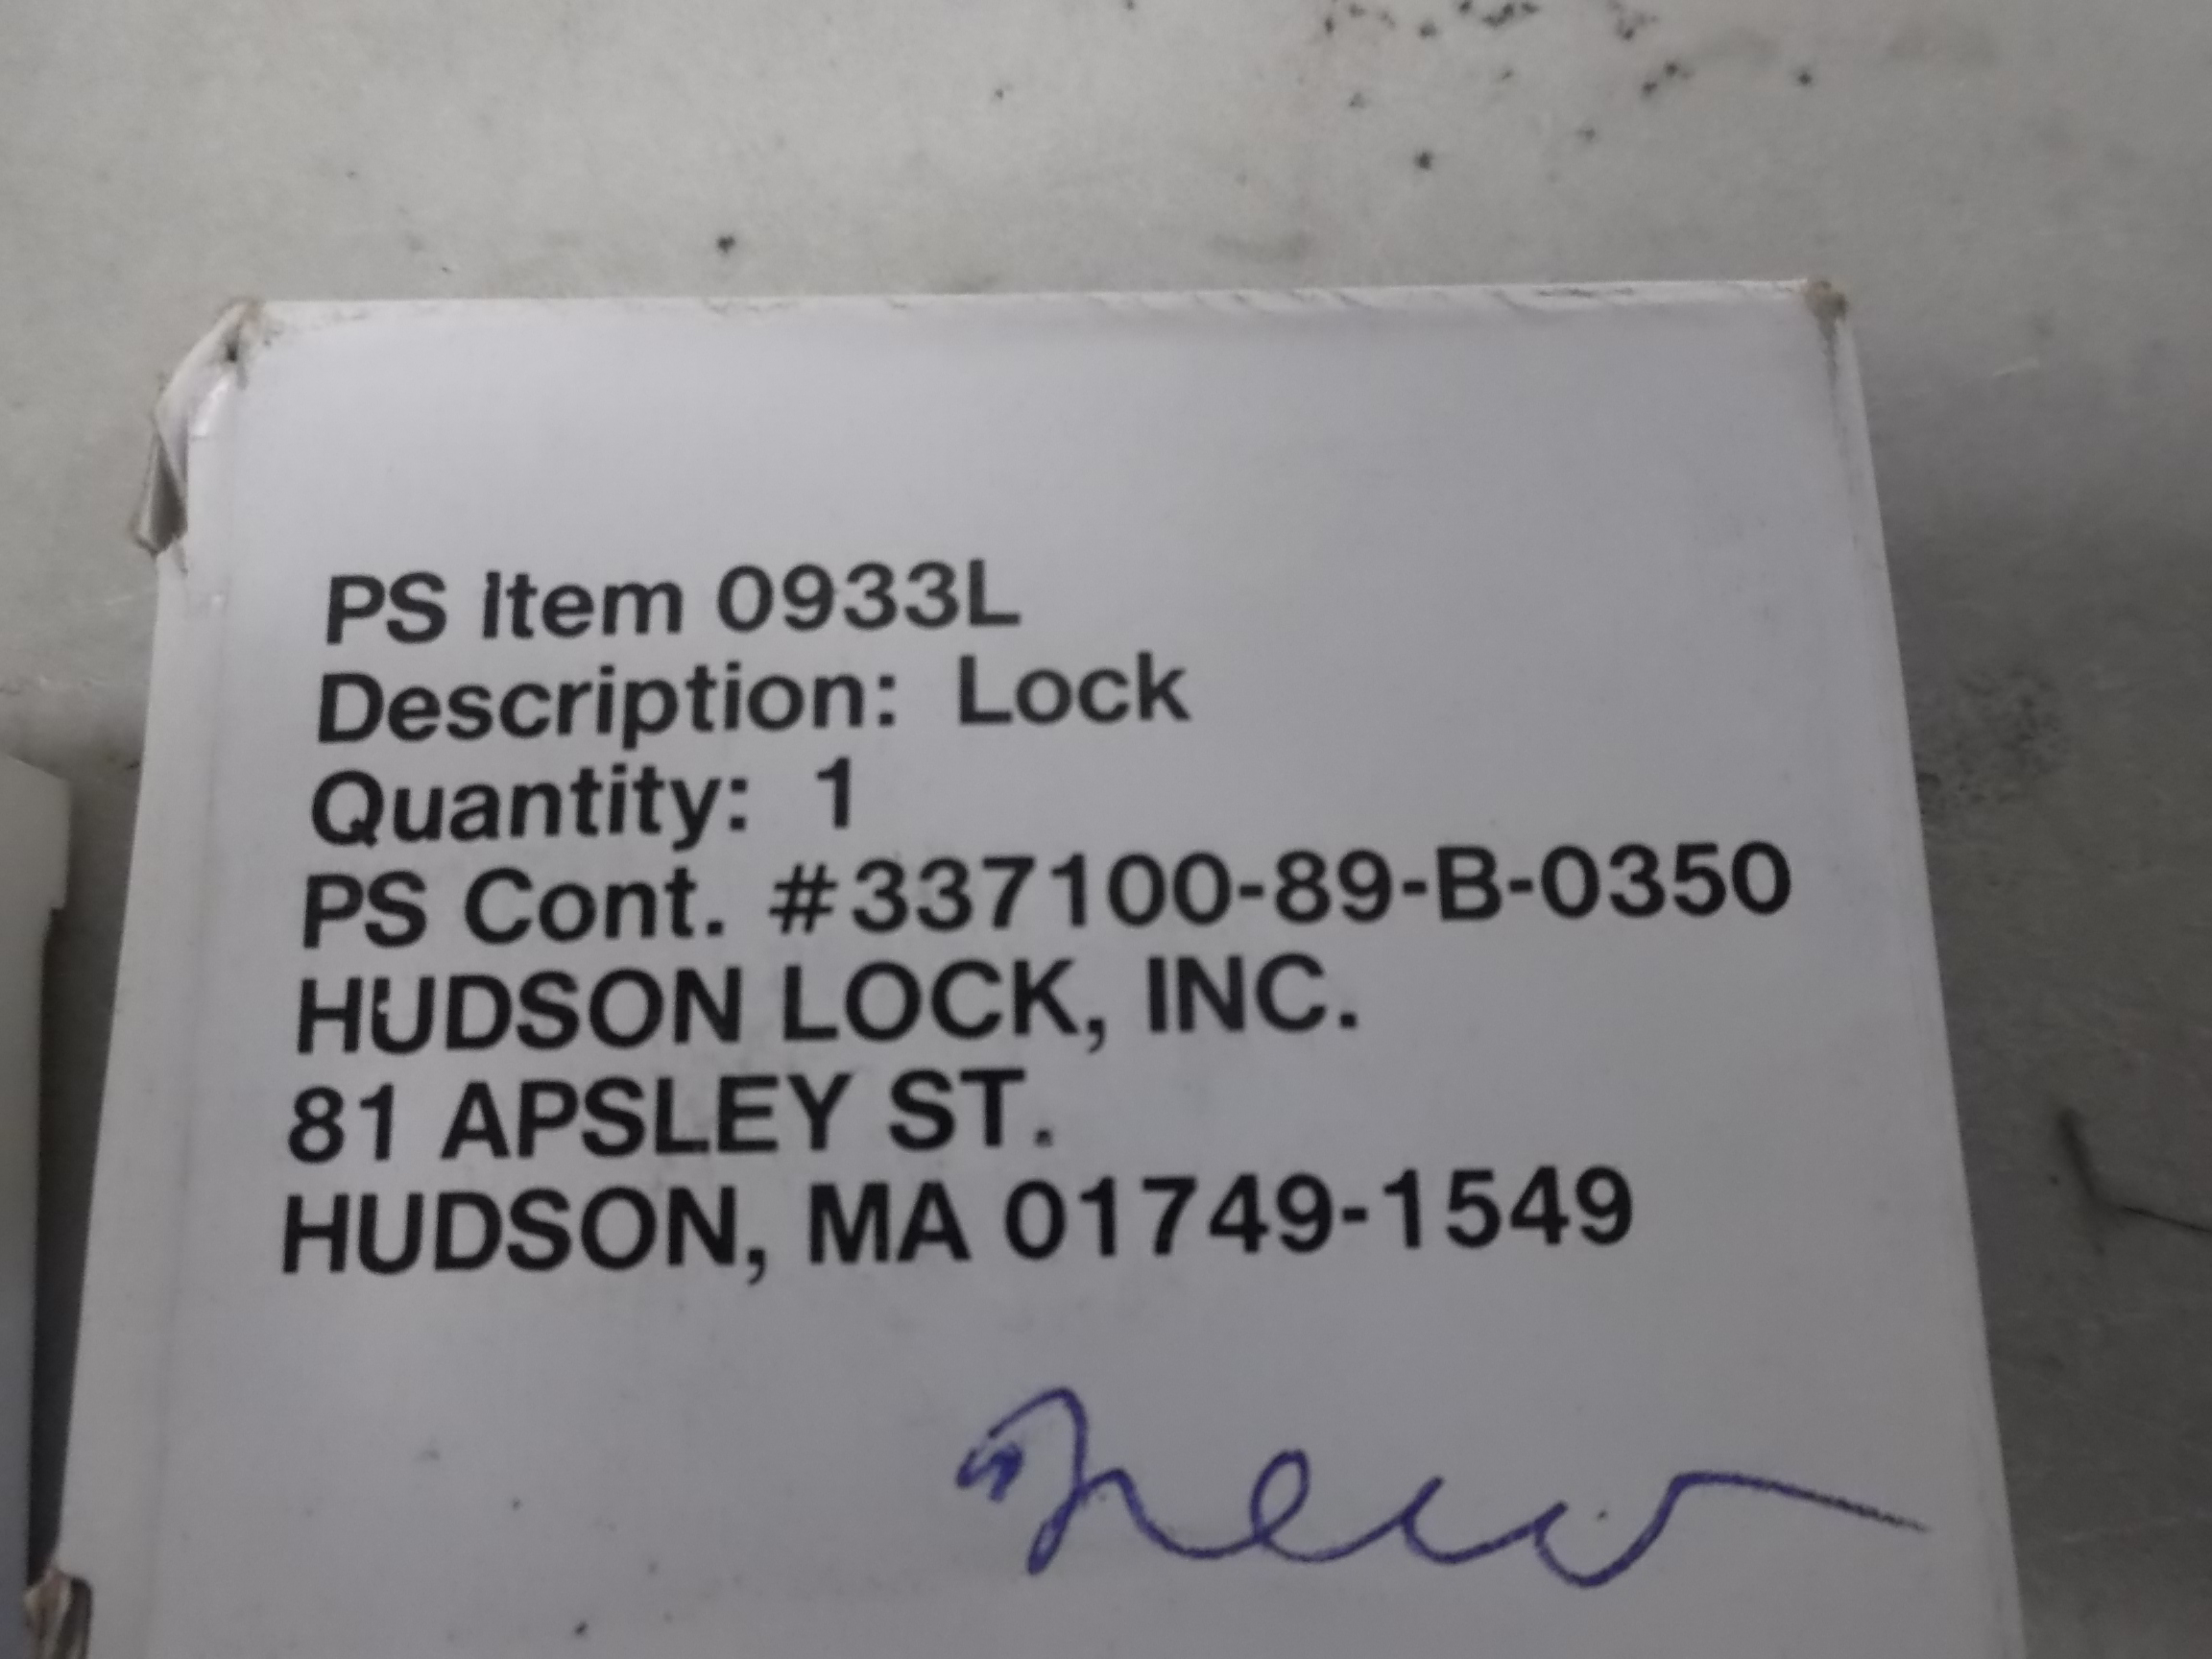 PS Item 0933L
Description: Lock
Quantity: 1
PS Cont. #337100-89-B-0350
HUDSON LOCK, INC.
81 APSLEY ST.
HUDSON, MA 01749-1549
New